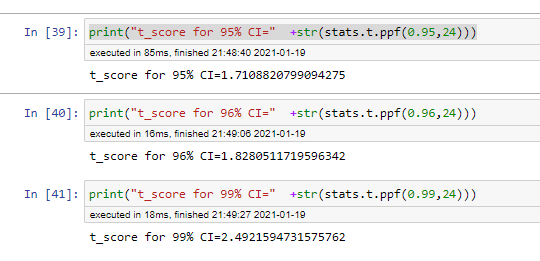 In [39]: print("t_score for 95% CI="  +str(stats.t.ppf(0.95,24)))
executed in 85ms, finished 21:48:40 2021-01-19
t_score for 95% CI=1.7108820799094275
In [40]: print("t_score for 96% CI="  +str(stats.t.ppf(0.96,24)))
executed in 16ms, finished 21:49:06 2021-01-19
t_score for 96% CI=1.8280511719596342
In [41]: print("t_score for 99% CI="  +str(stats.t.ppf(0.99,24)))
executed in 18ms, finished 21:49:27 2021-01-19
t_score for 99% CI=2.4921594731575762